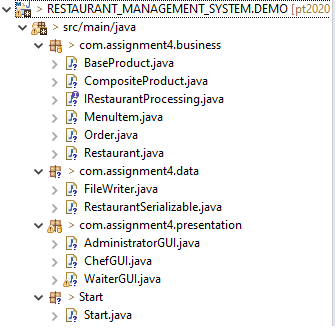 > RESTAURANT_MANAGEMENT_SYSTEM.DEMO [pt2020
> src/main/java
> com.assignment4.business
> BaseProduct.java
> CompositeProduct.java
> IRestaurantProcessing.java
> MenuItem.java
> Order.java
> Restaurant.java
> com.assignment4.data
> FileWriter.java
> RestaurantSerializable.java
> com.assignment4.presentation
> AdministratorGUI.java
> ChefGUI.java
> WaiterGUI.java
> Start
> Start.java